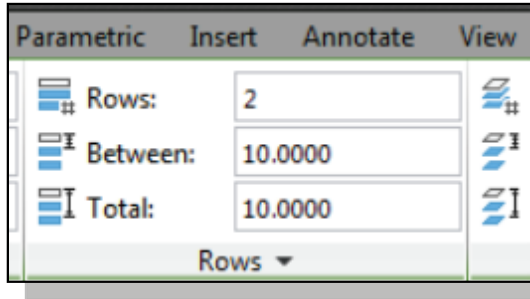 Parametric Insert Annotate View
Rows: 2
Between: 10.0000
Total: 10.0000
Rows